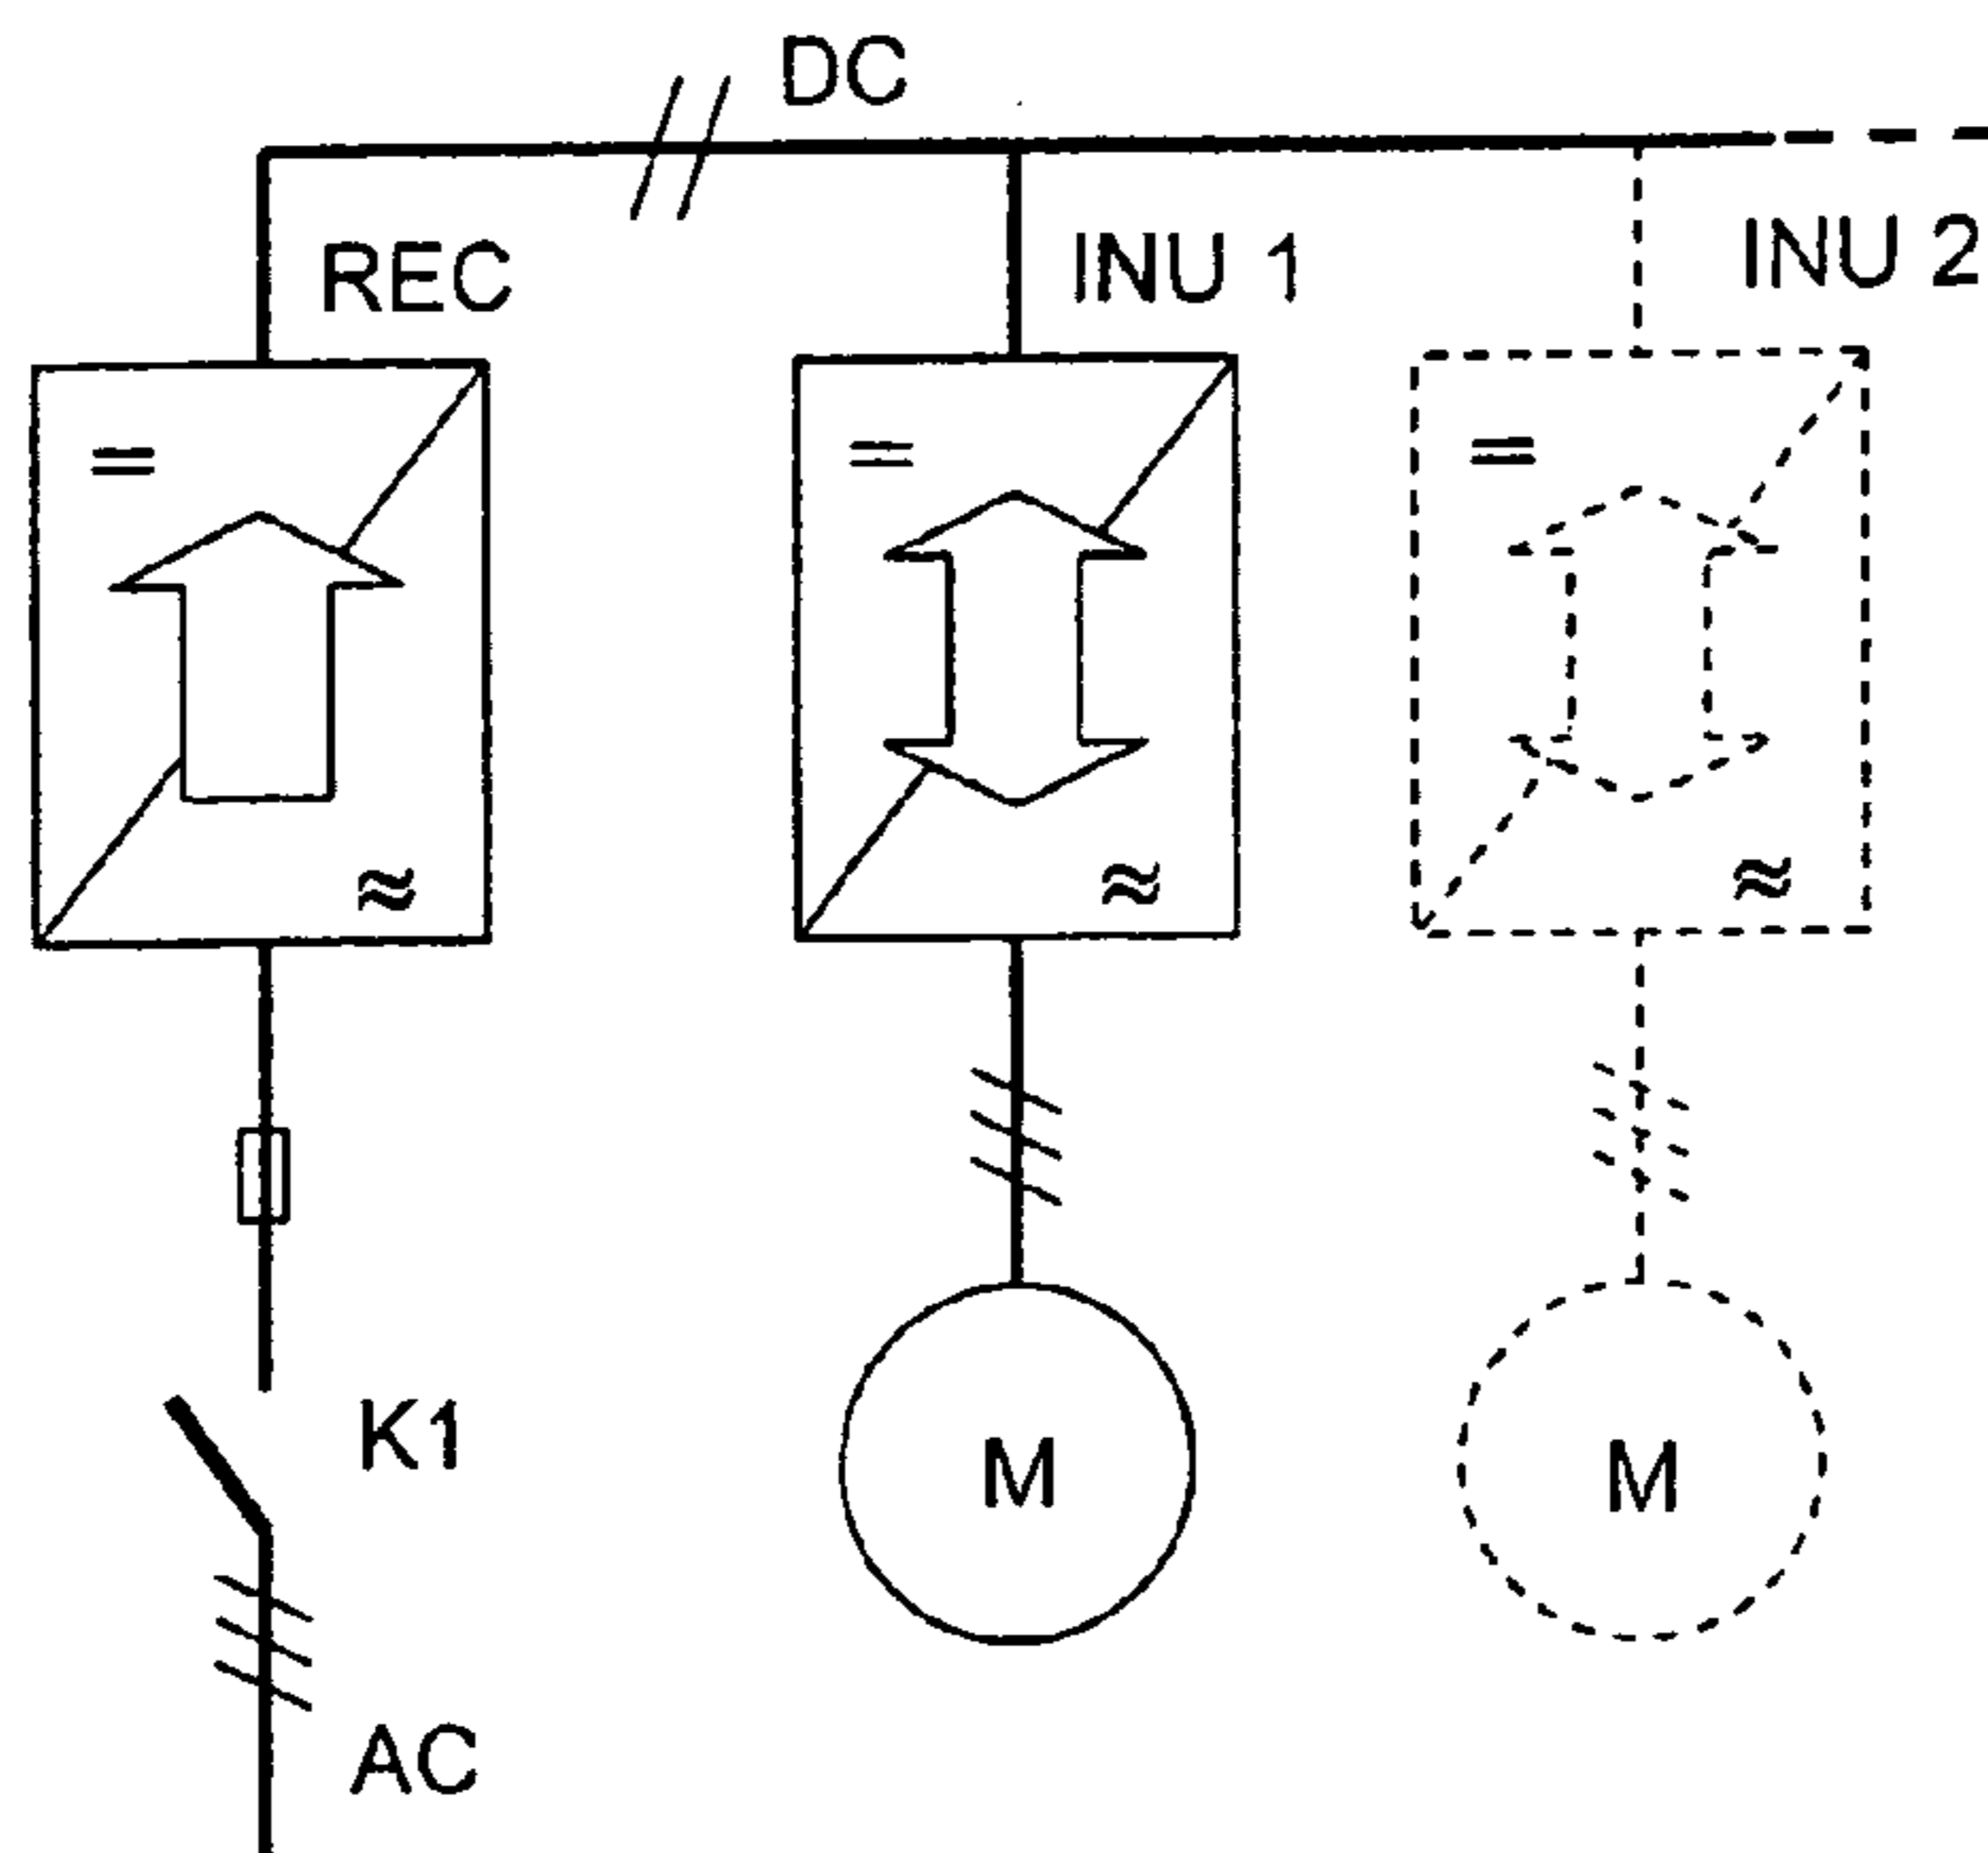 DC
REC
INU 1
INU 2
=
=
=
≈
≈
≈
K1
M
M
AC